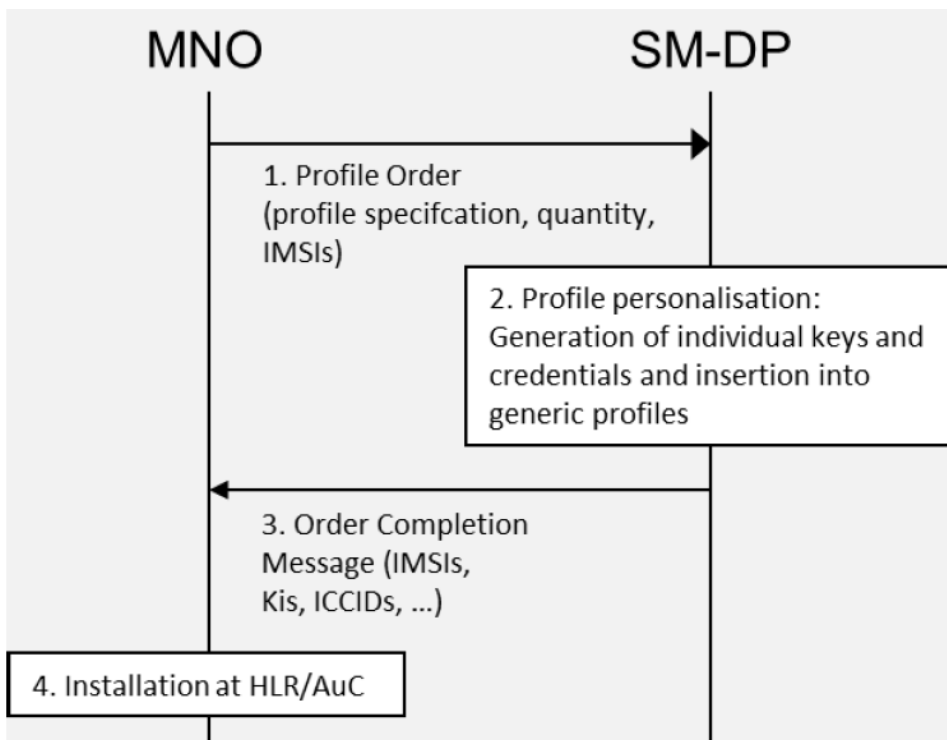 MNO
SM-DP
1. Profile Order
(profile specifcation, quantity,
IMSIs)
2. Profile personalisation:
Generation of individual keys and
credentials and insertion into
generic profiles
3. Order Completion
Message (IMSIs,
Kis, ICCIDs, ...)
4. Installation at HLR/AuC